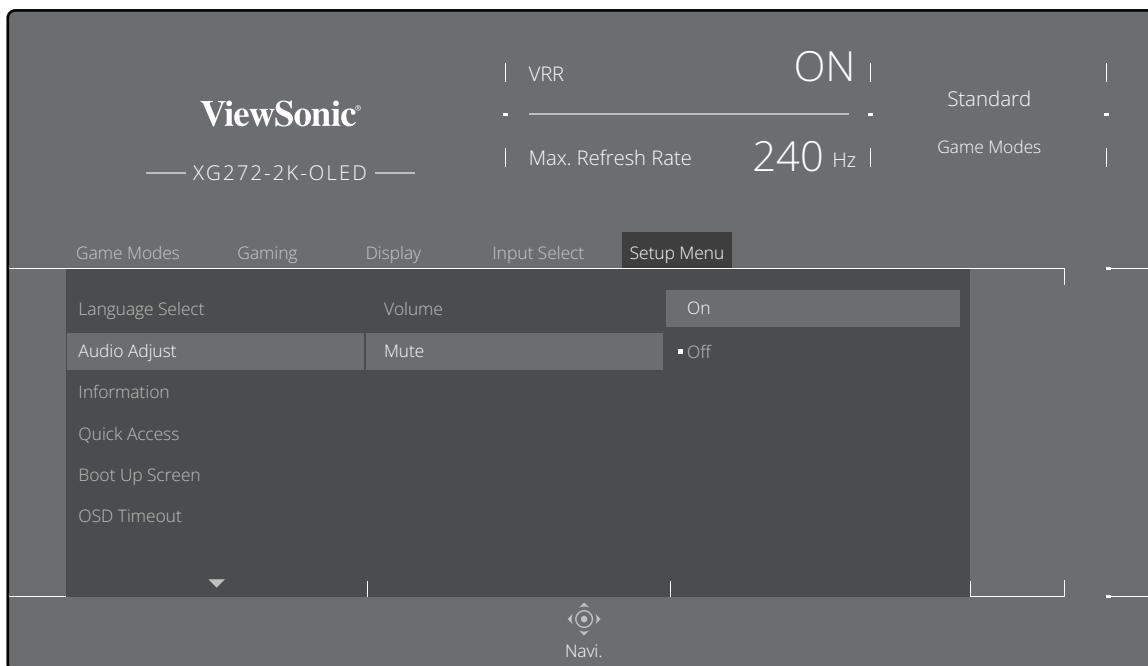 ViewSonic®
XG272-2K-OLED
VRR ON
Max. Refresh Rate 240 Hz
Standard
Game Modes
Game Modes Gaming Display Input Select Setup Menu
Language Select Volume On
Audio Adjust Mute Off
Information
Quick Access
Boot Up Screen
OSD Timeout
Navi.